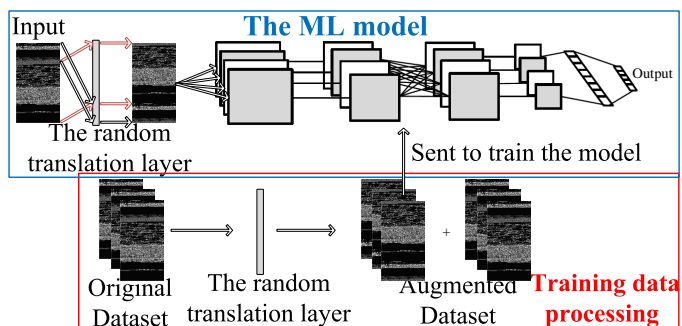 The ML model
Input
Output
The random
translation layer
Sent to train the model
+
Original
Dataset
The random
translation layer
Augmented
Dataset
Training data
processing